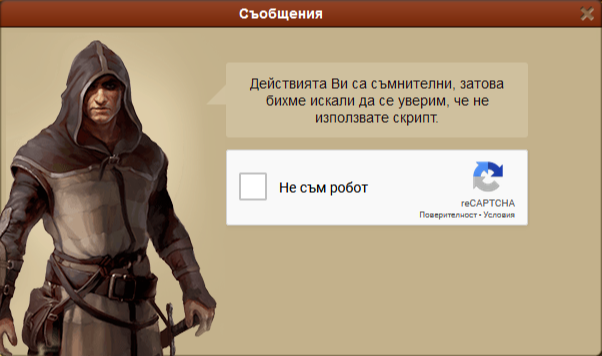 Съобщения
Действията Ви са съмнителни, затова
бихме искали да се уверим, че не
използвате скрипт.
Не съм робот
reCAPTCHA
Поверителност • Условия